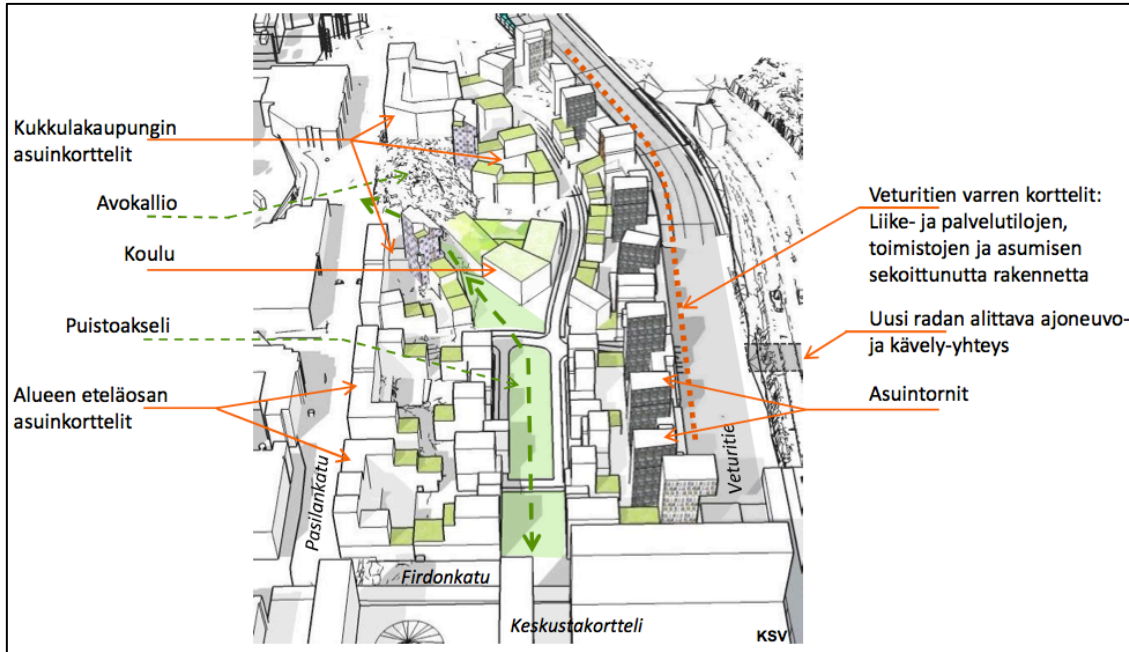 Kukkulakaupungin
asuinkorttelit
Avokallio
Koulu
Puistoakseli
Alueen eteläosan
asuinkorttelit
Veturitien varren korttelit:
Liike- ja palvelutilojen,
toimistojen ja asumisen
sekoittunutta rakennetta
Uusi radan alittava ajoneuvo-
ja kävely-yhteys
Asuintornit
Pasilankatu
Veturitie
Firdonkatu
Keskustakortteli
KSV